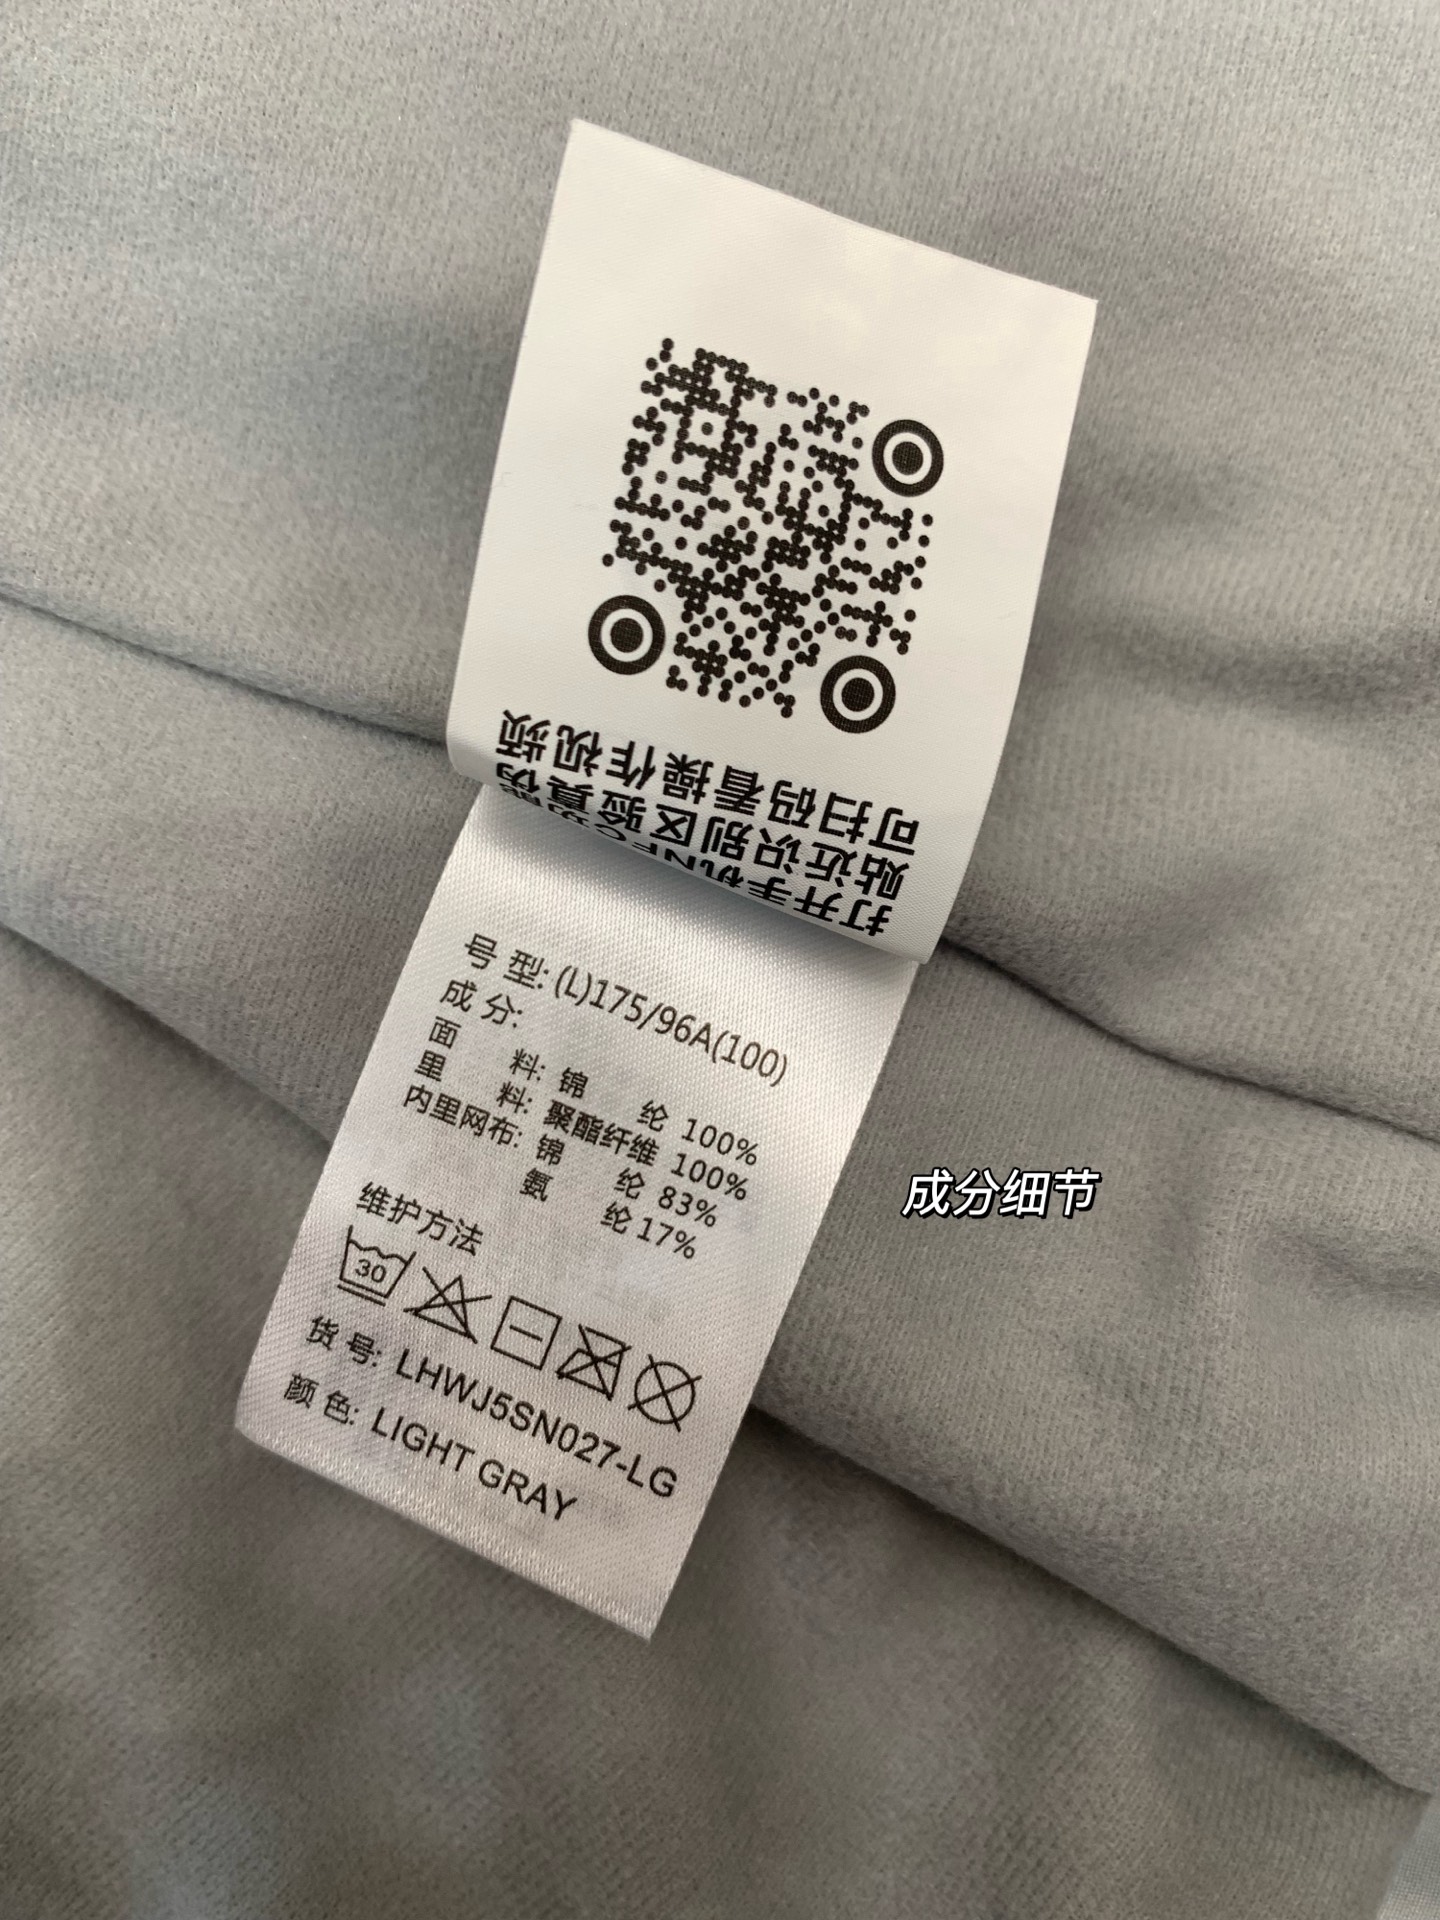 打开手机NFC功能
贴近识别区验真伪
可扫码看操作视频
号 型: (L)175/96A(100)
成 分:
面 料: 锦 纶 100%
里 料: 聚酯纤维 100%
内里网布: 锦 纶 83%
氨 纶 17%
维护方法
30
货 号: LHWJ5SN027-LG
颜 色: LIGHT GRAY
成分细节